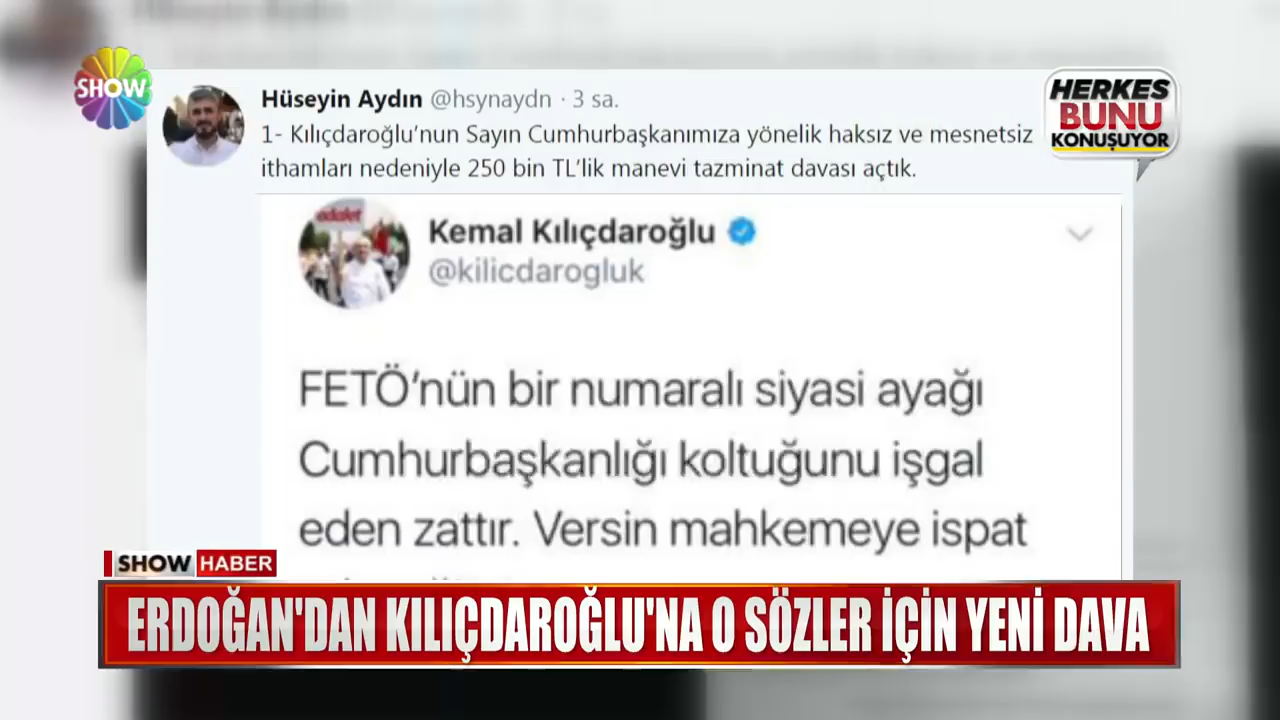 SHOW
HERKES
BUNU
KONUŞUYOR
Hüseyin Aydın @hsynaydn · 3 sa.
1- Kılıçdaroğlu'nun Sayın Cumhurbaşkanımıza yönelik haksız ve mesnetsiz
ithamları nedeniyle 250 bin TL'lik manevi tazminat davası açtık.
adalet
Kemal Kılıçdaroğlu
@kilicdarogluk
FETÖ'nün bir numaralı siyasi ayağı
Cumhurbaşkanlığı koltuğunu işgal
eden zattır. Versin mahkemeye ispat
SHOW HABER
ERDOĞAN'DAN KILIÇDAROĞLU'NA O SÖZLER İÇİN YENİ DAVA